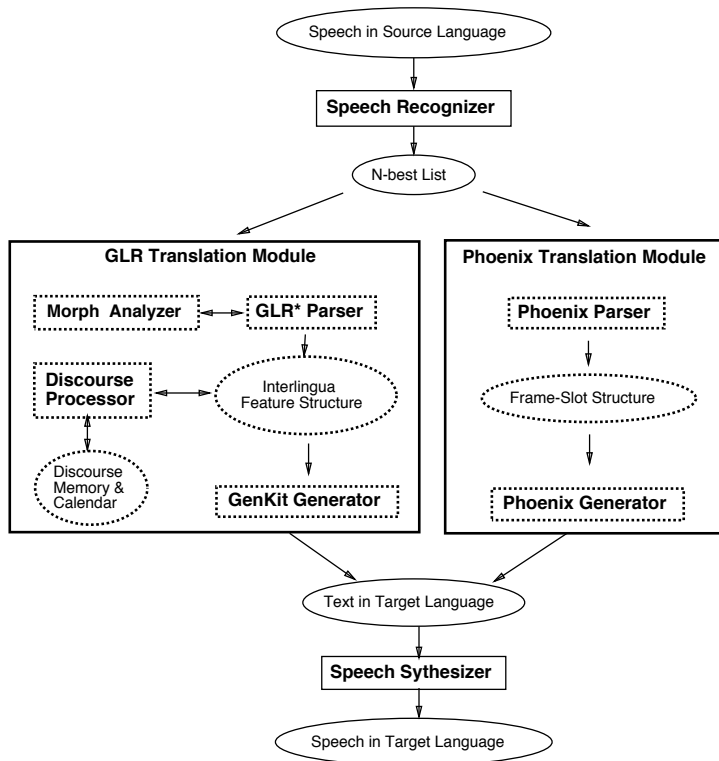 Speech in Source Language
Speech Recognizer
N-best List
GLR Translation Module
Morph Analyzer
GLR* Parser
Discourse
Processor
Interlingua
Feature Structure
Discourse
Memory &
Calendar
GenKit Generator
Phoenix Translation Module
Phoenix Parser
Frame-Slot Structure
Phoenix Generator
Text in Target Language
Speech Sythesizer
Speech in Target Language